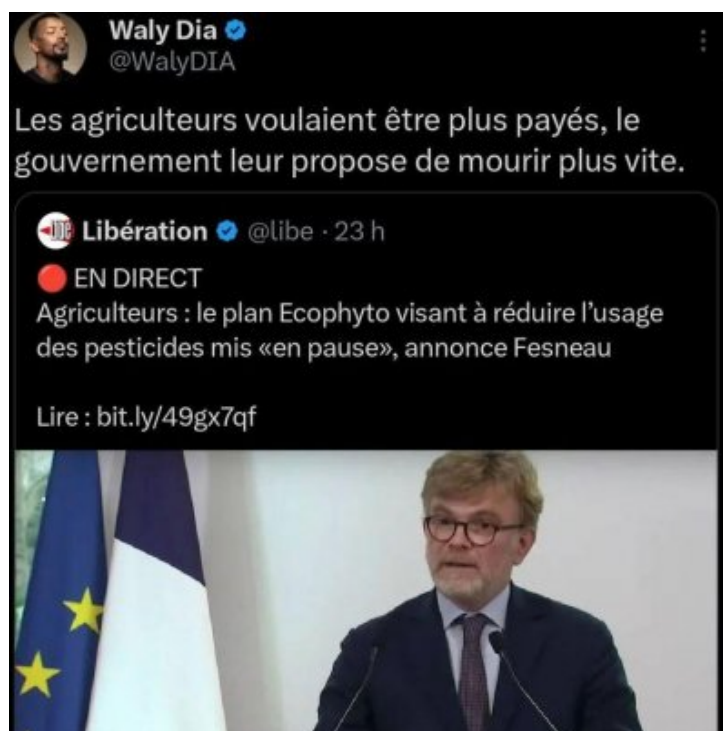 Waly Dia
@WalyDIA
Les agriculteurs voulaient être plus payés, le
gouvernement leur propose de mourir plus vite.
Libération @libe · 23 h
🔴 EN DIRECT
Agriculteurs : le plan Ecophyto visant à réduire l’usage
des pesticides mis «en pause», annonce Fesneau
Lire : bit.ly/49gx7qf